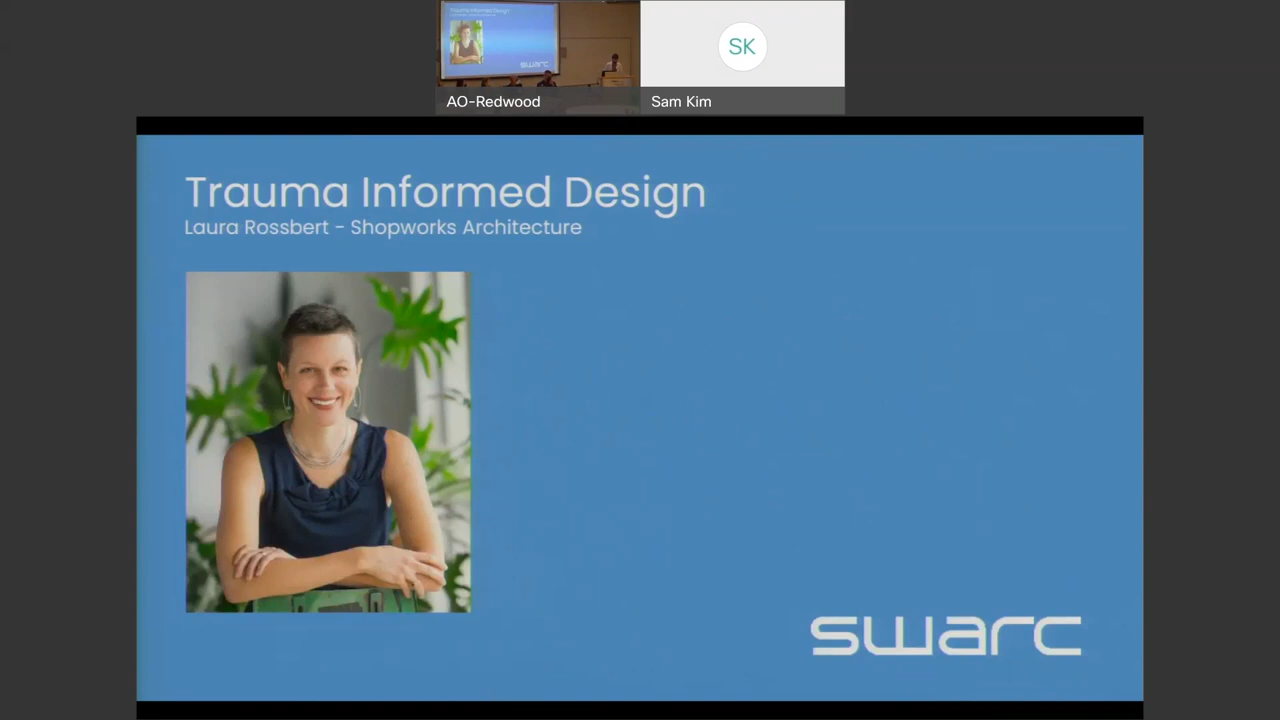 AO-Redwood
SK
Sam Kim
Trauma Informed Design
Laura Rossbert - Shopworks Architecture
swarc